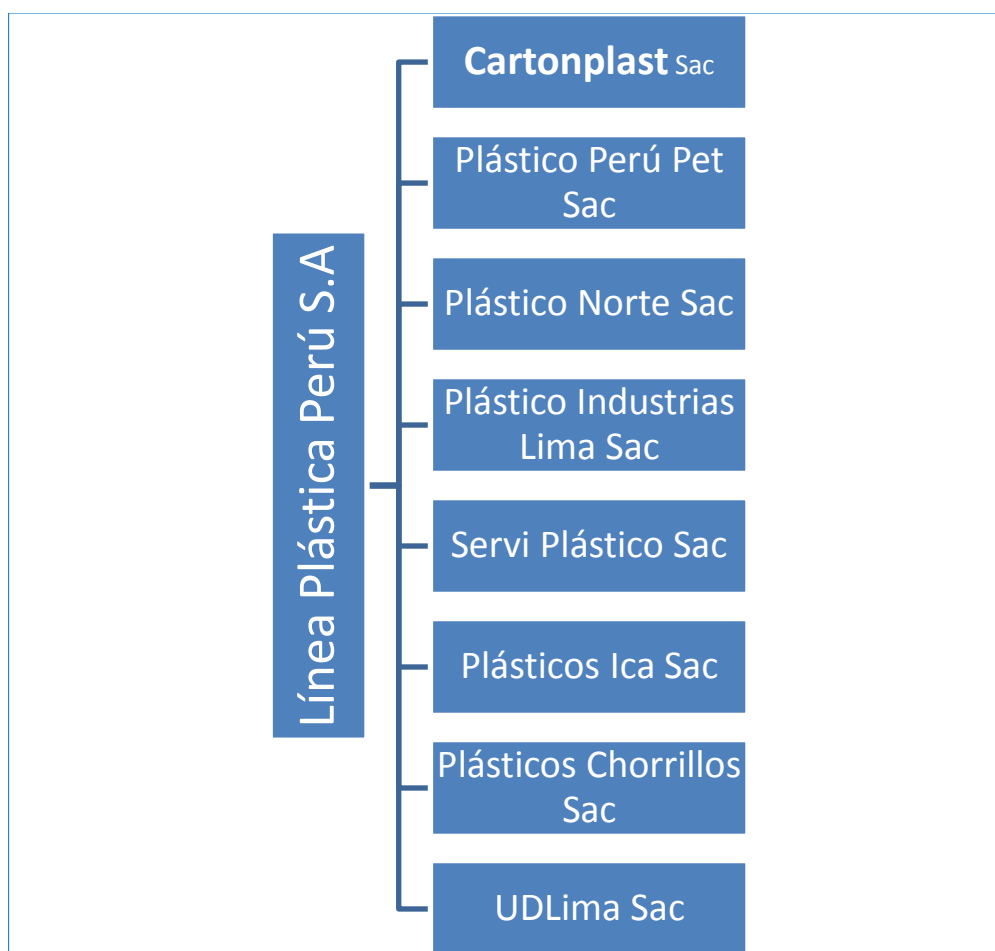 Cartonplast Sac
Plástico Perú Pet
Sac
Plástico Norte Sac
Línea Plástica Perú S.A
Plástico Industrias
Lima Sac
Servi Plástico Sac
Plásticos Ica Sac
Plásticos Chorrillos
Sac
UDLima Sac